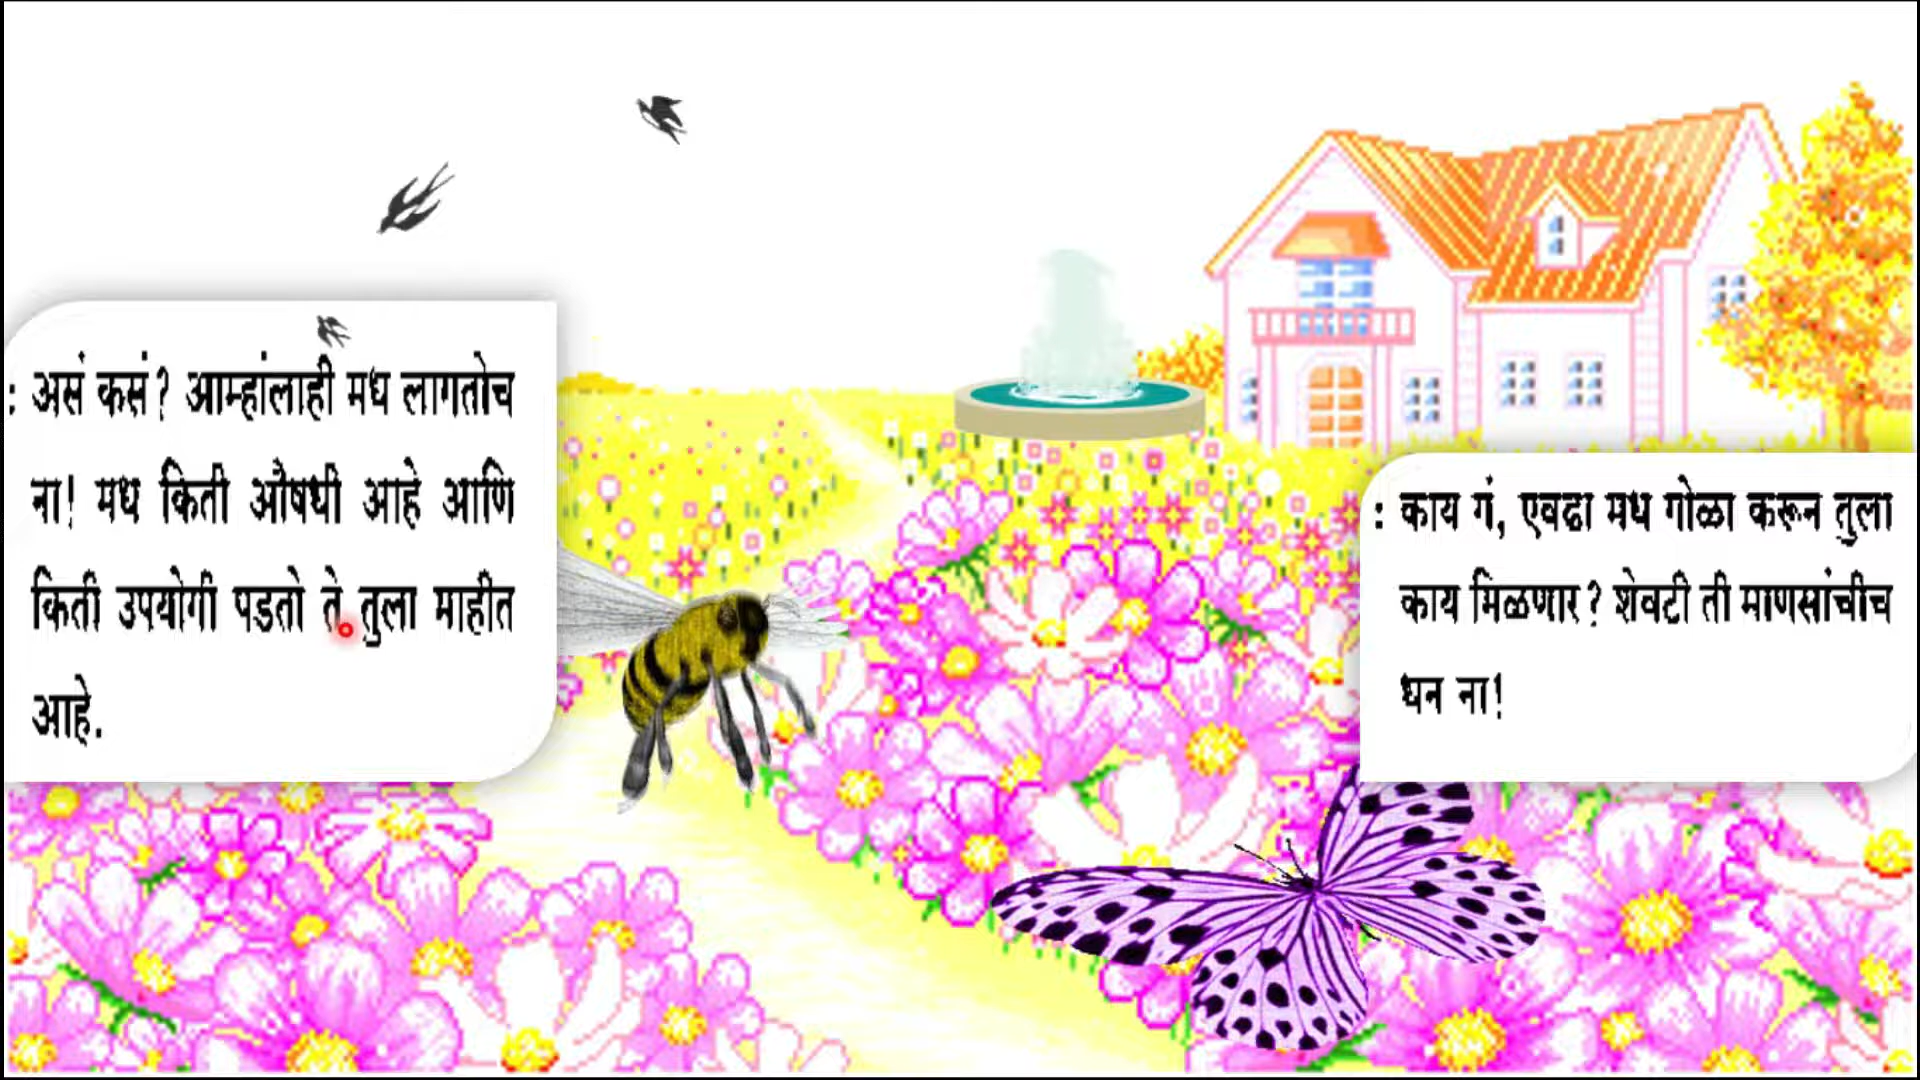 : असं कसं? आम्हांलाही मध लागतोच
ना! मध किती औषधी आहे आणि
किती उपयोगी पडतो ते तुला माहीत
आहे.
: काय गं, एवढा मध गोळा करून तुला
काय मिळणार? शेवटी ती माणसांचीच
धन ना!